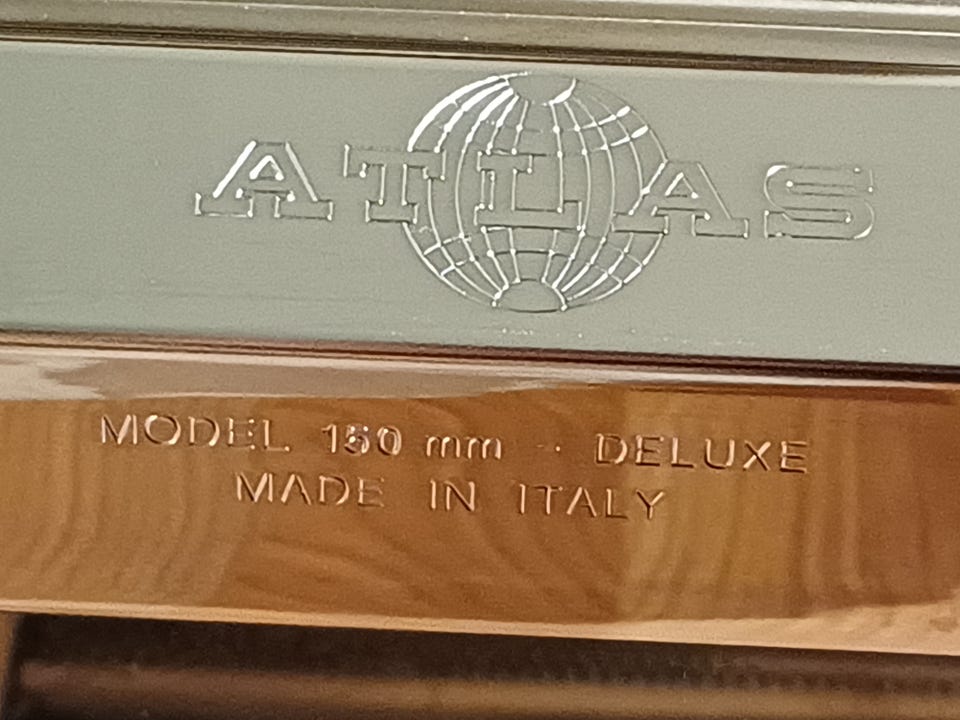 ATLAS
MODEL 150 mm - DELUXE
MADE IN ITALY